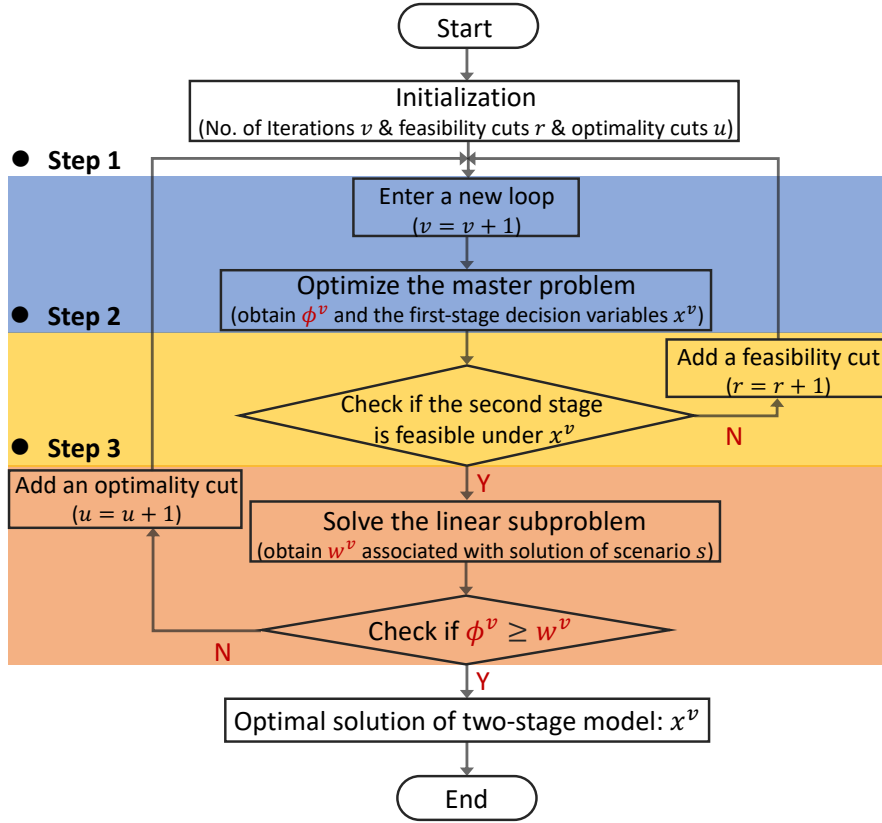 Start
Initialization
(No. of Iterations v & feasibility cuts r & optimality cuts u)
● Step 1
Enter a new loop
(v = v + 1)
Optimize the master problem
(obtain ϕ^v and the first-stage decision variables x^v)
● Step 2
Add a feasibility cut
(r = r + 1)
Check if the second stage
is feasible under x^v
N
● Step 3
Y
Add an optimality cut
(u = u + 1)
Solve the linear subproblem
(obtain w^v associated with solution of scenario s)
Check if ϕ^v ≥ w^v
N
Y
Optimal solution of two-stage model: x^v
End